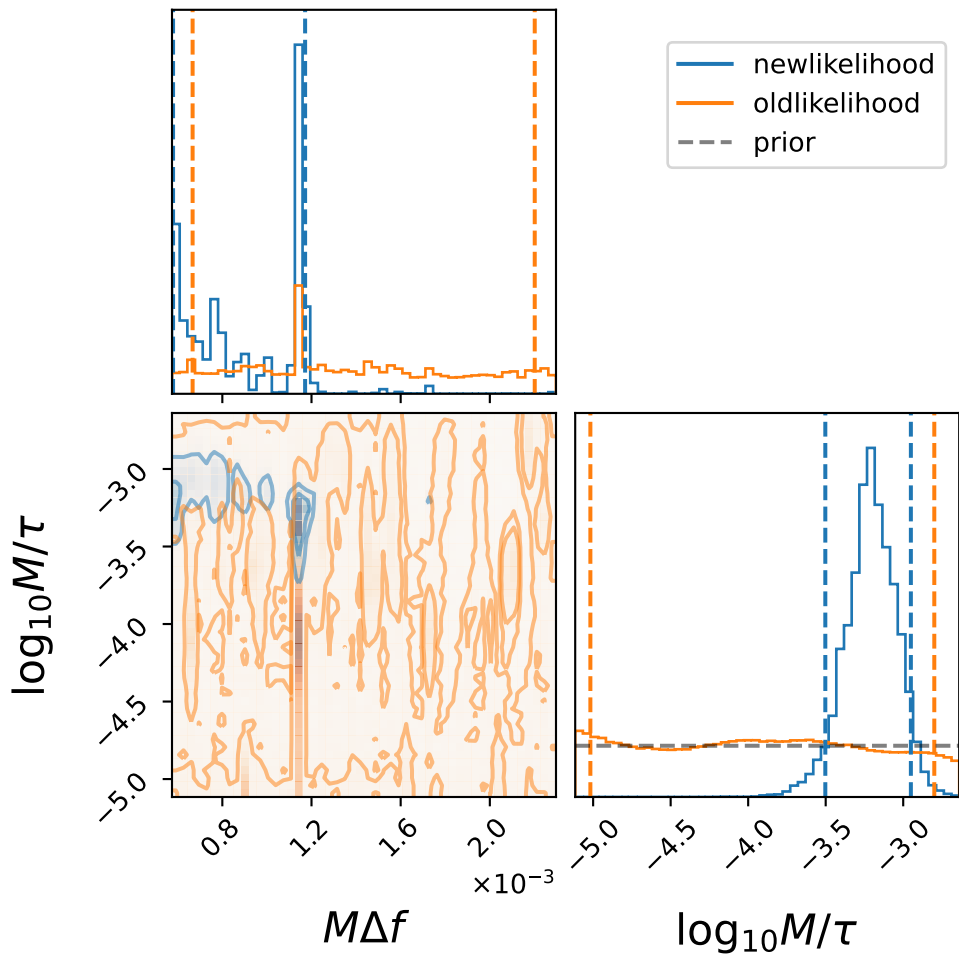 newlikelihood
oldlikelihood
prior
−3.0
−3.5
−4.0
−4.5
−5.0
log₁₀M/τ
0.8 1.2 1.6 2.0
×10⁻³
MΔf
−5.0 −4.5 −4.0 −3.5 −3.0
log₁₀M/τ